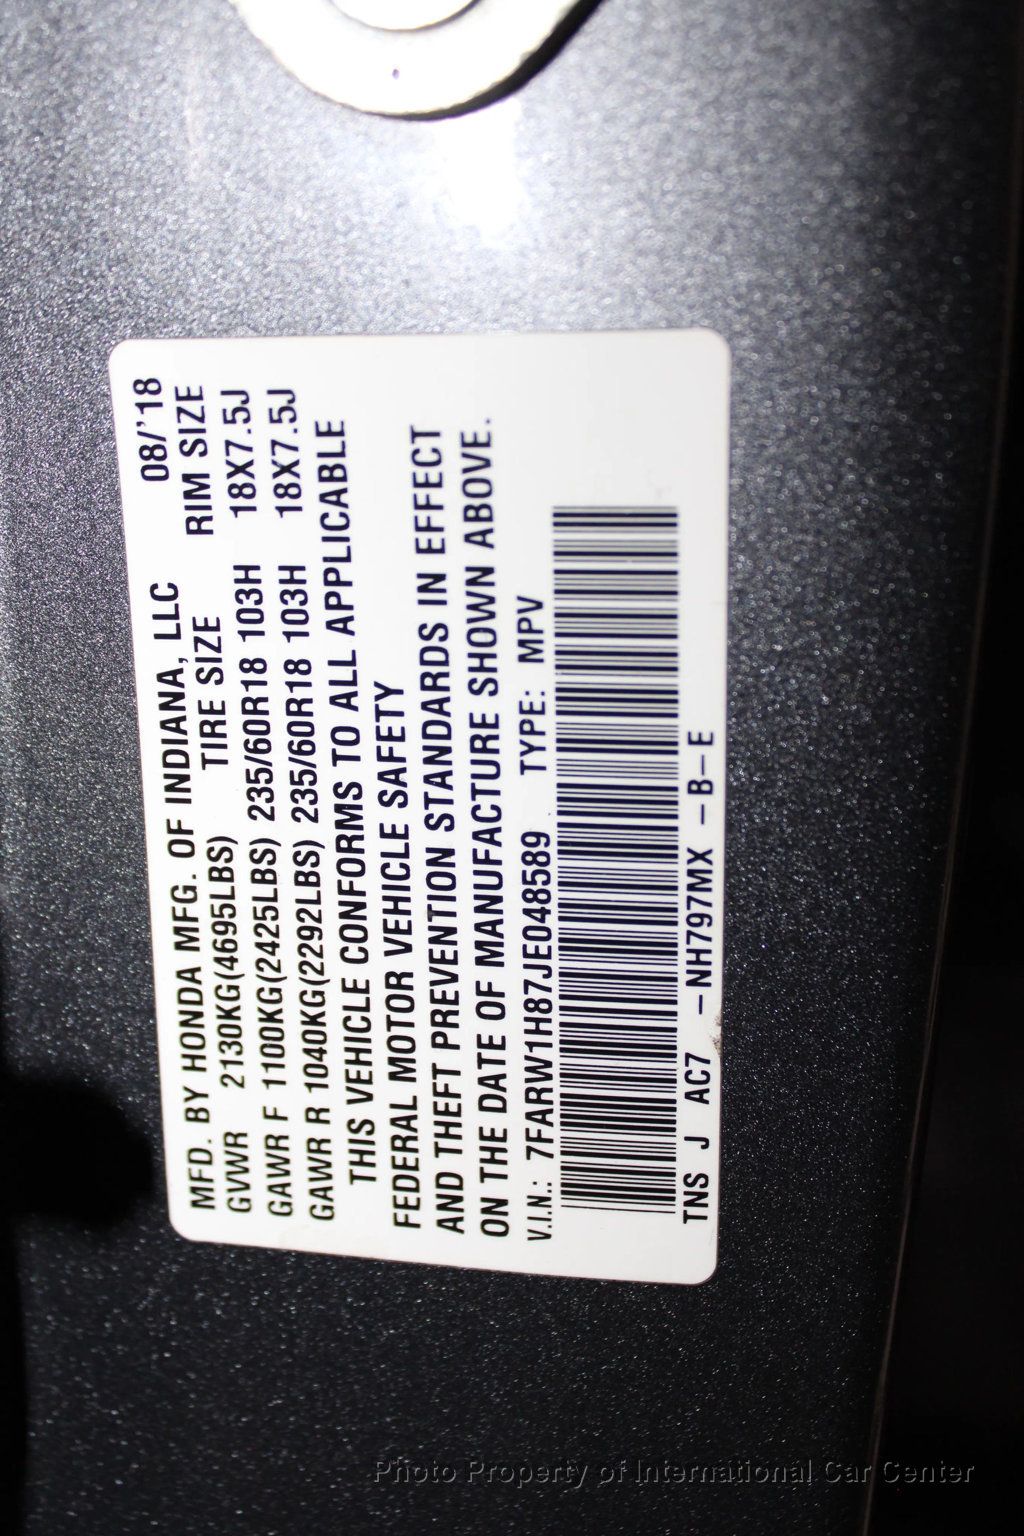 MFD. BY HONDA MFG. OF INDIANA, LLC 08/'18
GVWR 2130KG(4695LBS) TIRE SIZE RIM SIZE
GAWR F 1100KG(2425LBS) 235/60R18 103H 18X7.5J
GAWR R 1040KG(2292LBS) 235/60R18 103H 18X7.5J
THIS VEHICLE CONFORMS TO ALL APPLICABLE
FEDERAL MOTOR VEHICLE SAFETY
AND THEFT PREVENTION STANDARDS IN EFFECT
ON THE DATE OF MANUFACTURE SHOWN ABOVE.
V.I.N.: 7FARW1H87JE048589 TYPE: MPV
TNS J AC7 -NH797MX -B-E
Photo Property of International Car Center